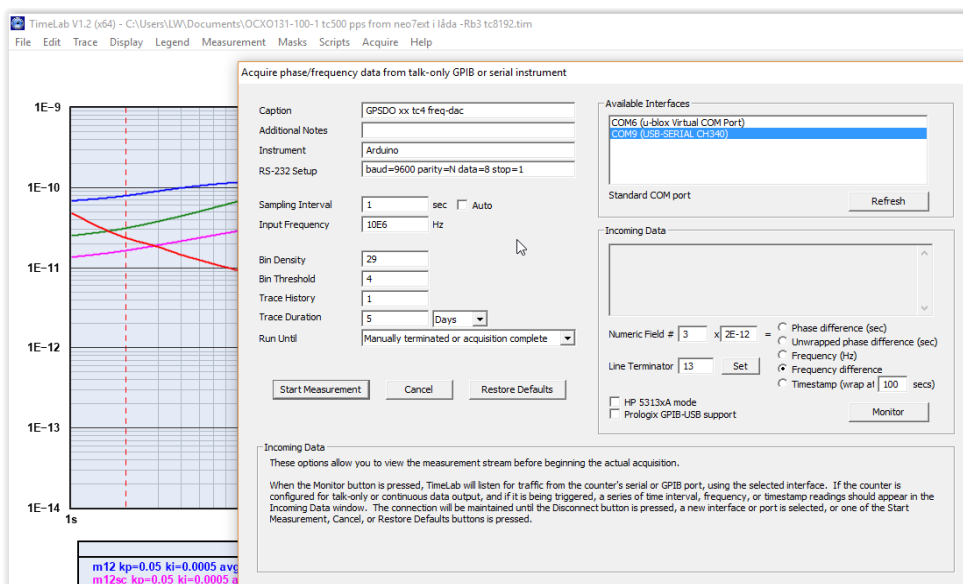 TimeLab V1.2 (x64) - C:\Users\LW\Documents\OCXO131-100-1 tc500 pps from neo7ext i låda -Rb3 tc8192.tim
File Edit Trace Display Legend Measurement Masks Scripts Acquire Help
Acquire phase/frequency data from talk-only GPIB or serial instrument
Caption GPSDO xx tc4 freq-dac
Additional Notes
Instrument Arduino
RS-232 Setup baud=9600 parity=N data=8 stop=1
Sampling Interval 1 sec Auto
Input Frequency 10E6 Hz
Bin Density 29
Bin Threshold 4
Trace History 1
Trace Duration 5 Days
Run Until Manually terminated or acquisition complete
Start Measurement Cancel Restore Defaults
Available Interfaces
COM6 (u-blox Virtual COM Port)
COM9 (USB-SERIAL CH340)
Standard COM port Refresh
Incoming Data
Numeric Field # 3 x 2E-12 =
Line Terminator 13 Set
Phase difference (sec)
Unwrapped phase difference (sec)
Frequency (Hz)
Frequency difference
Timestamp (wrap at 100 secs)
HP 5313xA mode
Prologix GPIB-USB support
Monitor
Incoming Data
These options allow you to view the measurement stream before beginning the actual acquisition.
When the Monitor button is pressed, TimeLab will listen for traffic from the counter's serial or GPIB port, using the selected interface. If the counter is
configured for talk-only or continuous data output, and if it is being triggered, a series of time interval, frequency, or timestamp readings should appear in the
Incoming Data window. The connection will be maintained until the Disconnect button is pressed, a new interface or port is selected, or one of the Start
Measurement, Cancel, or Restore Defaults buttons is pressed.
1E-9
1E-10
1E-11
1E-12
1E-13
1E-14
1s
m12 kp=0.05 ki=0.0005 avg
m12sc kp=0.05 ki=0.0005 a